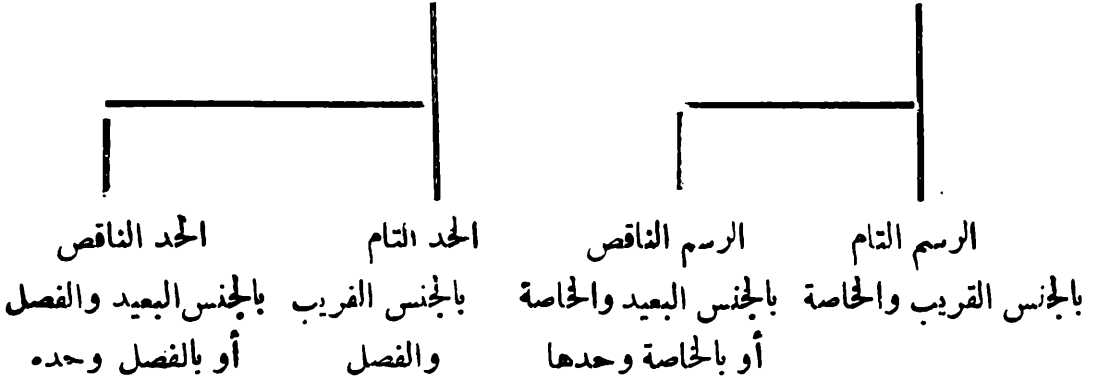 الرسم التام
بالجنس القريب والخاصة
الرسم الناقص
بالجنس البعيد والخاصة
أو بالخاصة وحدها
الحد التام
بالجنس القريب
والفصل
الحد الناقص
بالجنس البعيد والفصل
أو بالفصل وحده